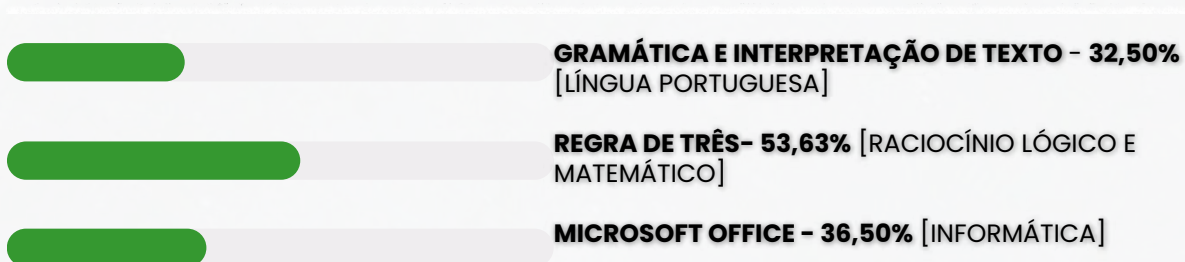 GRAMÁTICA E INTERPRETAÇÃO DE TEXTO - 32,50%
[LÍNGUA PORTUGUESA]
REGRA DE TRÊS- 53,63% [RACIOCÍNIO LÓGICO E
MATEMÁTICO]
MICROSOFT OFFICE - 36,50% [INFORMÁTICA]